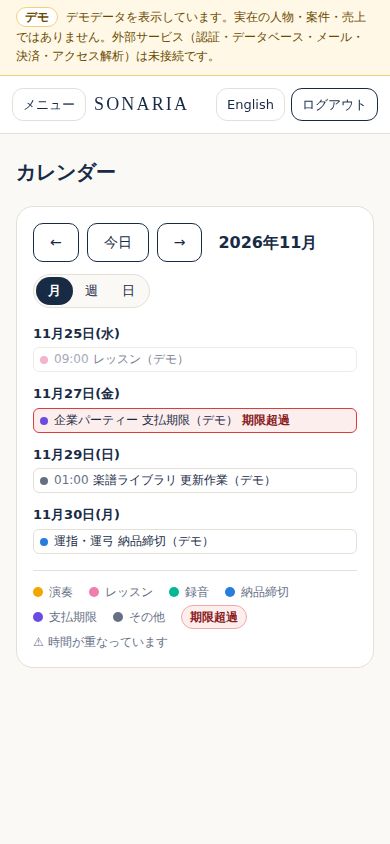 デモ デモデータを表示しています。実在の人物・案件・売上
ではありません。外部サービス（認証・データベース・メール・
決済・アクセス解析）は未接続です。
メニュー SONARIA English ログアウト
カレンダー
← 今日 → 2026年11月
月 週 日
11月25日(水)
09:00 レッスン（デモ）
11月27日(金)
企業パーティー 支払期限（デモ） 期限超過
11月29日(日)
01:00 楽譜ライブラリ 更新作業（デモ）
11月30日(月)
運指・運弓 納品締切（デモ）
演奏 レッスン 録音 納品締切
支払期限 その他 期限超過
⚠ 時間が重なっています